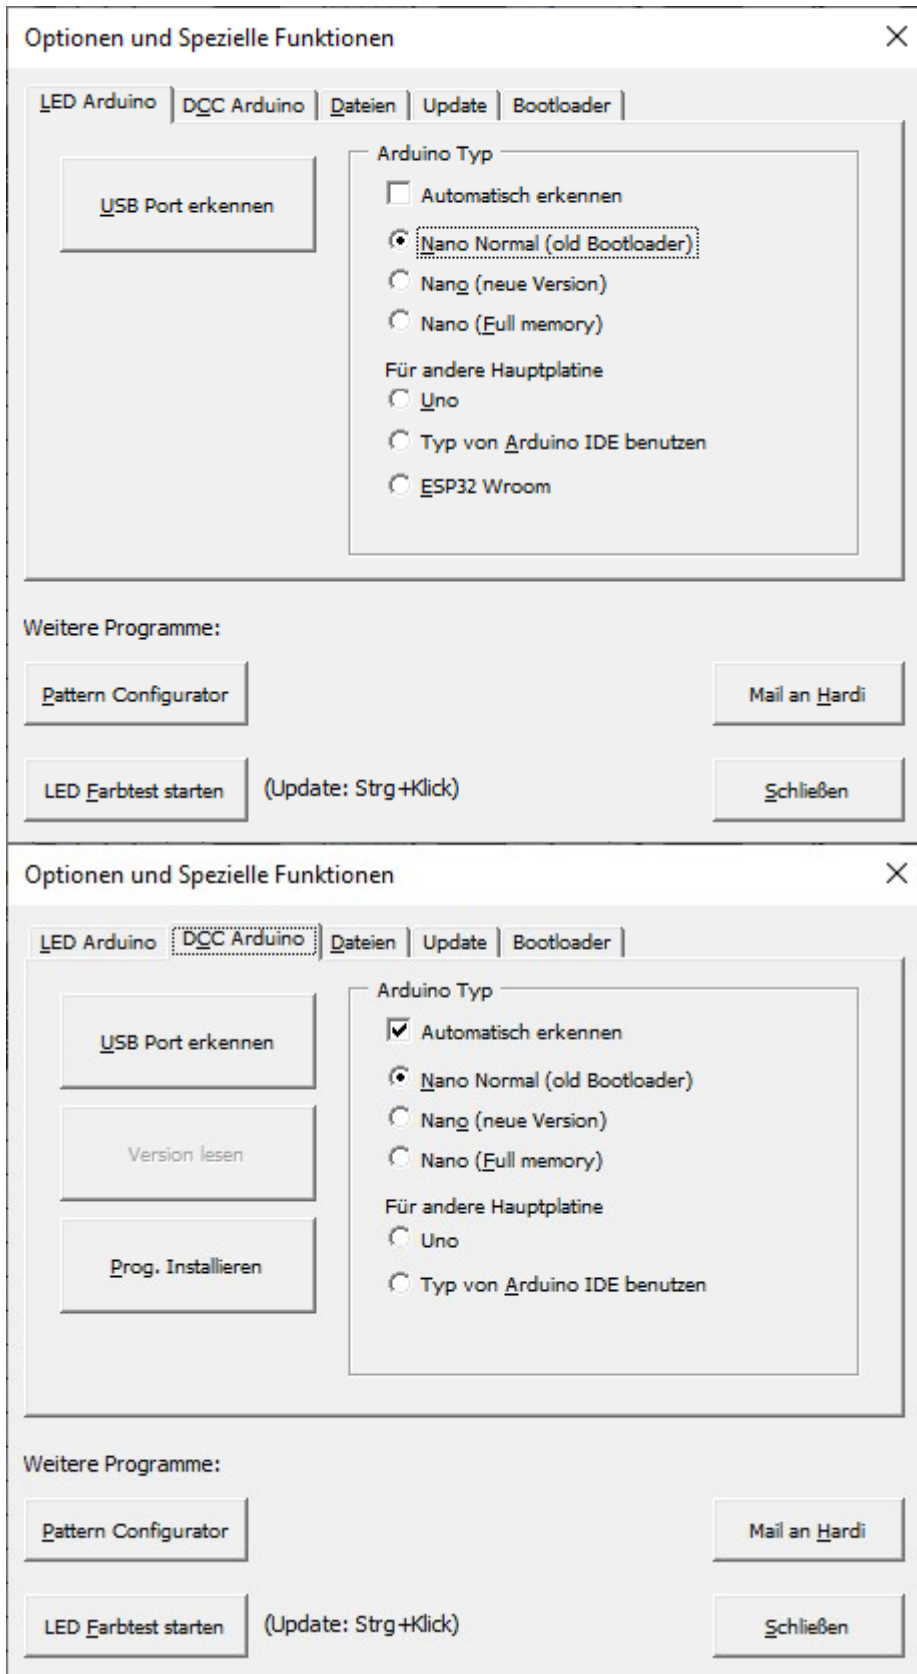 Optionen und Spezielle Funktionen
LED Arduino DCC Arduino Dateien Update Bootloader
Arduino Typ
USB Port erkennen
Automatisch erkennen
Nano Normal (old Bootloader)
Nano (neue Version)
Nano (Full memory)
Für andere Hauptplatine
Uno
Typ von Arduino IDE benutzen
ESP32 Wroom
Weitere Programme:
Pattern Configurator
Mail an Hardi
LED Farbtest starten (Update: Strg+Klick)
Schließen
Optionen und Spezielle Funktionen
LED Arduino DCC Arduino Dateien Update Bootloader
USB Port erkennen
Version lesen
Prog. Installieren
Arduino Typ
Automatisch erkennen
Nano Normal (old Bootloader)
Nano (neue Version)
Nano (Full memory)
Für andere Hauptplatine
Uno
Typ von Arduino IDE benutzen
Weitere Programme:
Pattern Configurator
Mail an Hardi
LED Farbtest starten (Update: Strg+Klick)
Schließen